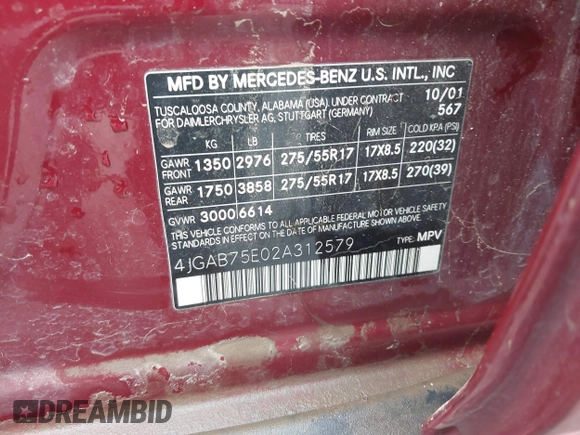 MFD BY MERCEDES-BENZ U.S. INTL., INC
TUSCALOOSA COUNTY, ALABAMA (USA), UNDER CONTRACT 10/01
FOR DAIMLERCHRYSLER AG, STUTTGART (GERMANY) 567
KG LB TIRES RIM SIZE COLD KPA (PSI)
GAWR FRONT 1350 2976 275/55R17 17X8.5 220(32)
GAWR REAR 1750 3858 275/55R17 17X8.5 270(39)
GVWR 3000 6614
THIS VEHICLE CONFORMS TO ALL APPLICABLE FEDERAL MOTOR VEHICLE SAFETY
STANDARDS IN EFFECT ON THE DATE OF MANUFACTURE SHOWN ABOVE
4JGAB75E02A312579 TYPE: MPV
DREAMBID